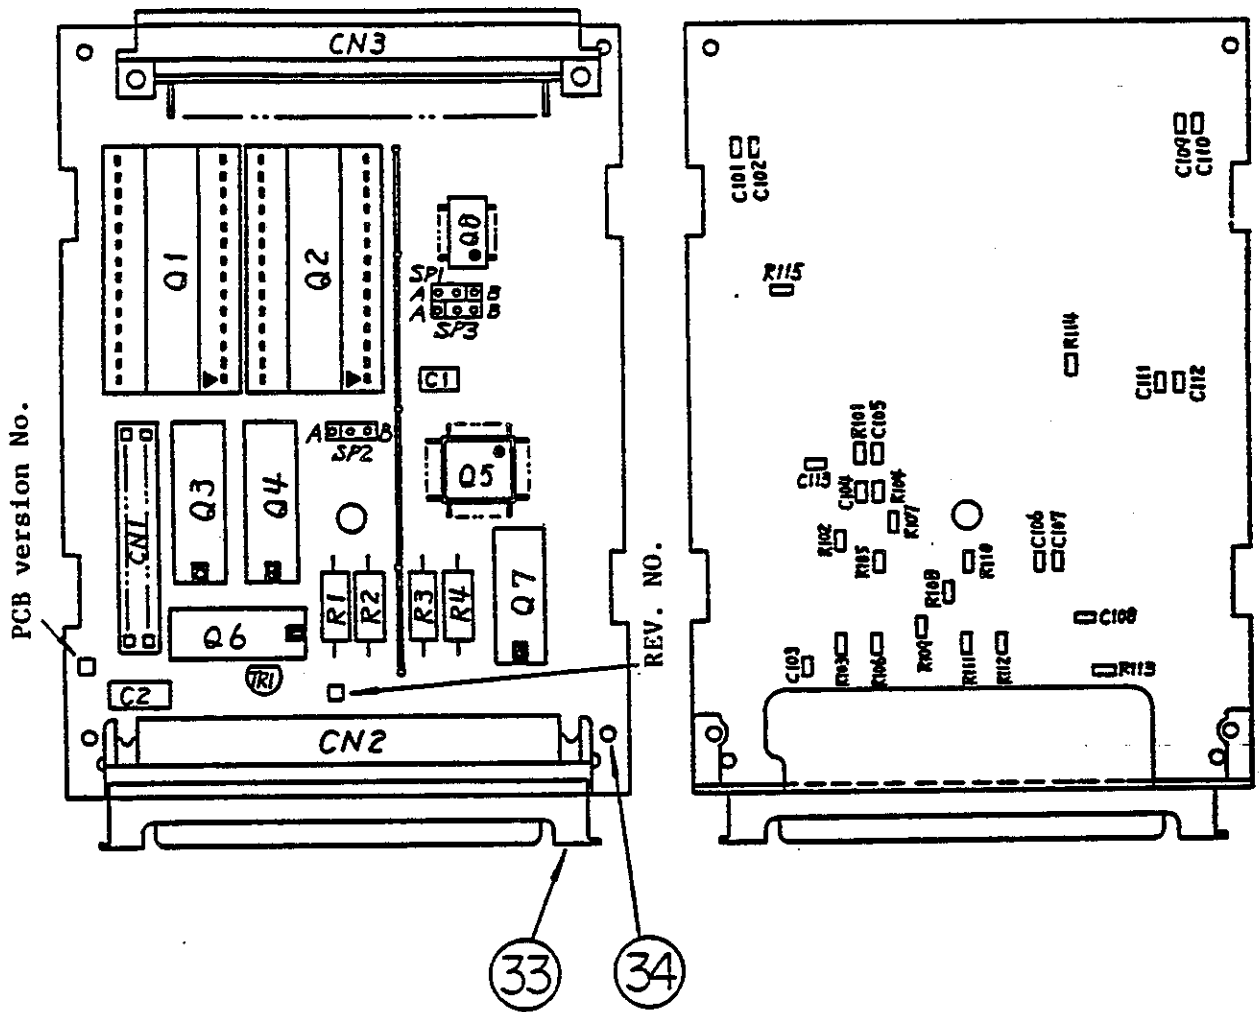 CN3
Q1
Q2
Q8
SP1
A B
A B
SP3
C1
PCB version No.
A B
SP2
CN1
Q3
Q4
Q5
Q6
R1
R2
R3
R4
Q7
REV. NO.
TR1
C2
CN2
33
34
C101
C102
C109
C110
R115
R114
C111
C112
R101
C105
C113
C104
R104
R107
R102
R105
R110
C106
C107
R108
C108
R109
C103
R103
R106
R111
R112
R113